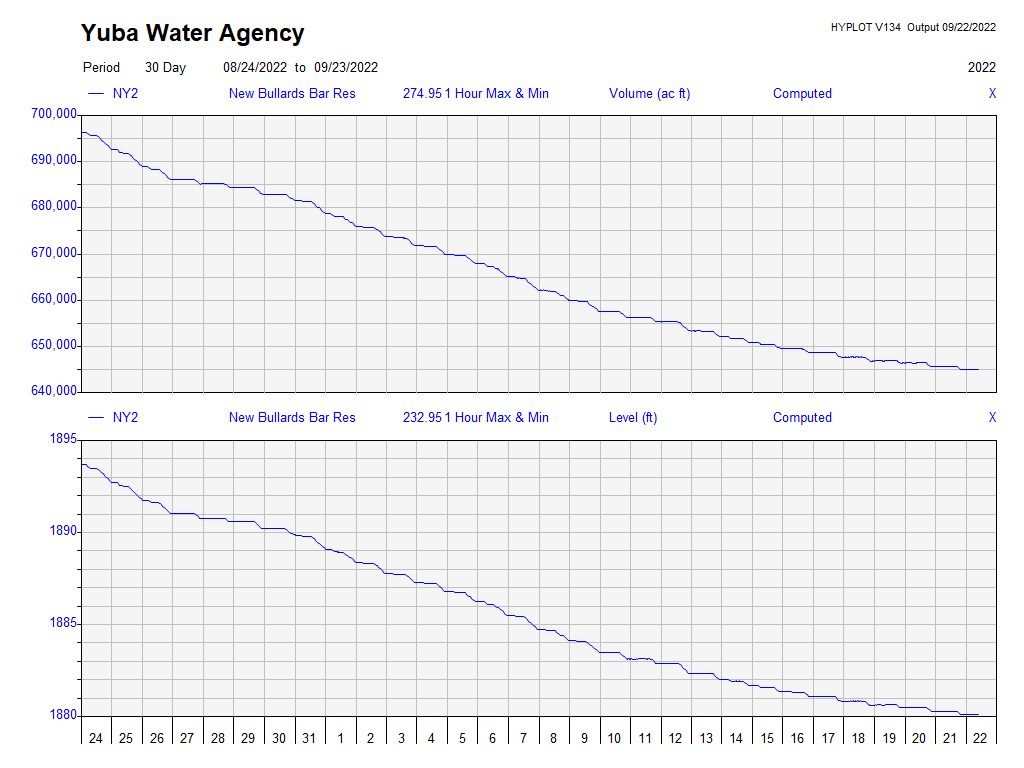 Yuba Water Agency
HYPLOT V134 Output 09/22/2022
Period 30 Day 08/24/2022 to 09/23/2022 2022
NY2 New Bullards Bar Res 274.95 1 Hour Max & Min Volume (ac ft) Computed X
700,000
690,000
680,000
670,000
660,000
650,000
640,000
NY2 New Bullards Bar Res 232.95 1 Hour Max & Min Level (ft) Computed X
1895
1890
1885
1880
24 25 26 27 28 29 30 31 1 2 3 4 5 6 7 8 9 10 11 12 13 14 15 16 17 18 19 20 21 22